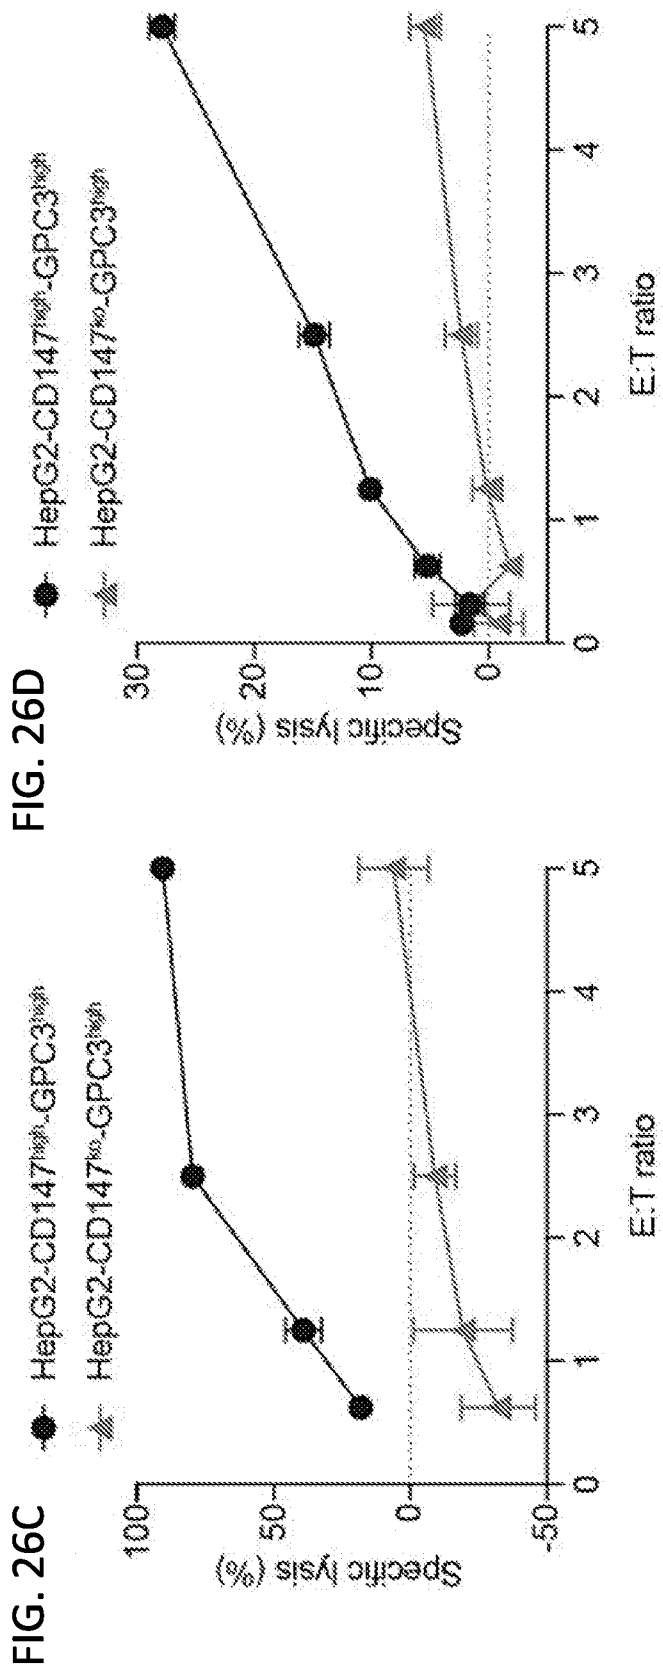 FIG. 26C
HepG2-CD147high-GPC3high
HepG2-CD147ko-GPC3high
Specific lysis (%)
100
50
0
-50
0 1 2 3 4 5
E:T ratio
FIG. 26D
HepG2-CD147high-GPC3high
HepG2-CD147ko-GPC3high
Specific lysis (%)
30
20
10
0
0 1 2 3 4 5
E:T ratio